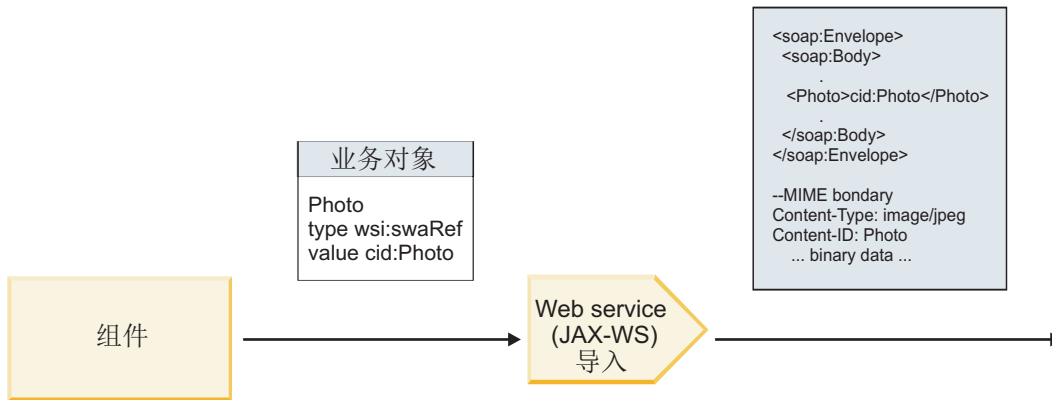 <soap:Envelope>
<soap:Body>
.
<Photo>cid:Photo</Photo>
.
</soap:Body>
</soap:Envelope>
--MIME bondary
Content-Type: image/jpeg
Content-ID: Photo
... binary data ...
业务对象
Photo
type wsi:swaRef
value cid:Photo
组件
Web service
(JAX-WS)
导入